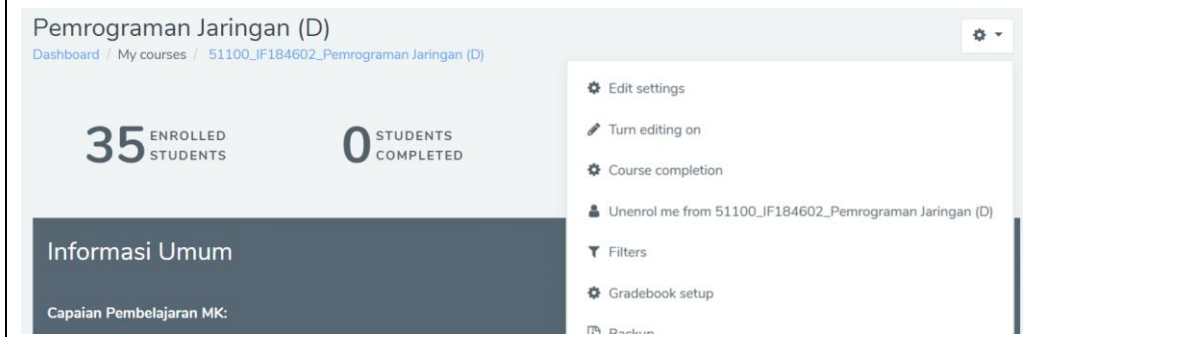 Pemrograman Jaringan (D)
Dashboard / My courses / 51100_IF184602_Pemrograman Jaringan (D)
35 ENROLLED STUDENTS
0 STUDENTS COMPLETED
Edit settings
Turn editing on
Course completion
Unenrol me from 51100_IF184602_Pemrograman Jaringan (D)
Informasi Umum
Filters
Gradebook setup
Capaian Pembelajaran MK:
Backup